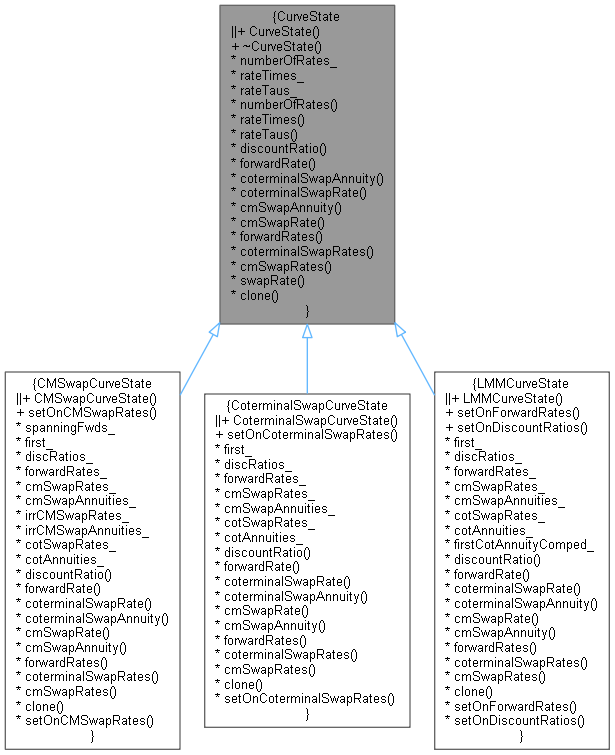 {CurveState
||+ CurveState()
+ ~CurveState()
* numberOfRates_
* rateTimes_
* rateTaus_
* numberOfRates()
* rateTimes()
* rateTaus()
* discountRatio()
* forwardRate()
* coterminalSwapAnnuity()
* coterminalSwapRate()
* cmSwapAnnuity()
* cmSwapRate()
* forwardRates()
* coterminalSwapRates()
* cmSwapRates()
* swapRate()
* clone()
}
{CMSwapCurveState
||+ CMSwapCurveState()
+ setOnCMSwapRates()
* spanningFwds_
* first_
* discRatios_
* forwardRates_
* cmSwapRates_
* cmSwapAnnuities_
* irrCMSwapRates_
* irrCMSwapAnnuities_
* cotSwapRates_
* cotAnnuities_
* discountRatio()
* forwardRate()
* coterminalSwapRate()
* coterminalSwapAnnuity()
* cmSwapRate()
* cmSwapAnnuity()
* forwardRates()
* coterminalSwapRates()
* cmSwapRates()
* clone()
* setOnCMSwapRates()
}
{CoterminalSwapCurveState
||+ CoterminalSwapCurveState()
+ setOnCoterminalSwapRates()
* first_
* discRatios_
* forwardRates_
* cmSwapRates_
* cmSwapAnnuities_
* cotSwapRates_
* cotAnnuities_
* discountRatio()
* forwardRate()
* coterminalSwapRate()
* coterminalSwapAnnuity()
* cmSwapRate()
* cmSwapAnnuity()
* forwardRates()
* coterminalSwapRates()
* cmSwapRates()
* clone()
* setOnCoterminalSwapRates()
}
{LMMCurveState
||+ LMMCurveState()
+ setOnForwardRates()
+ setOnDiscountRatios()
* first_
* discRatios_
* forwardRates_
* cmSwapRates_
* cmSwapAnnuities_
* cotSwapRates_
* cotAnnuities_
* firstCotAnnuityComped_
* discountRatio()
* forwardRate()
* coterminalSwapRate()
* coterminalSwapAnnuity()
* cmSwapRate()
* cmSwapAnnuity()
* forwardRates()
* coterminalSwapRates()
* cmSwapRates()
* clone()
* setOnForwardRates()
* setOnDiscountRatios()
}